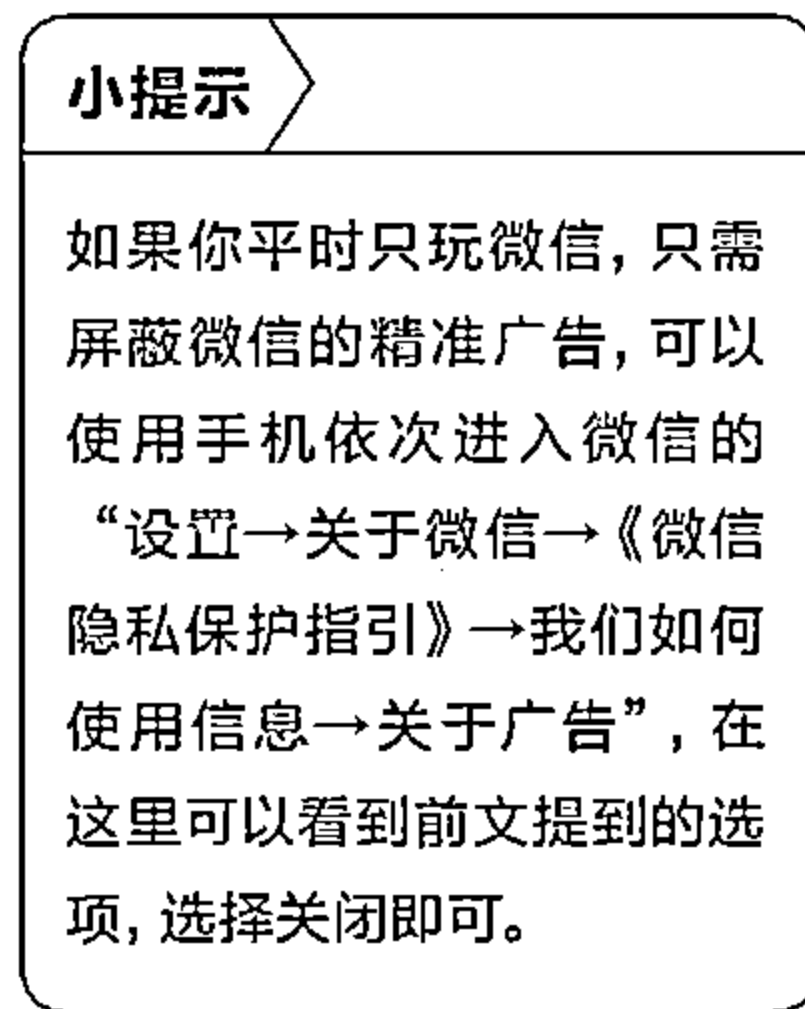 小提示
如果你平时只玩微信，只需
屏蔽微信的精准广告，可以
使用手机依次进入微信的
“设置→关于微信→《微信
隐私保护指引》→我们如何
使用信息→关于广告”，在
这里可以看到前文提到的选
项，选择关闭即可。